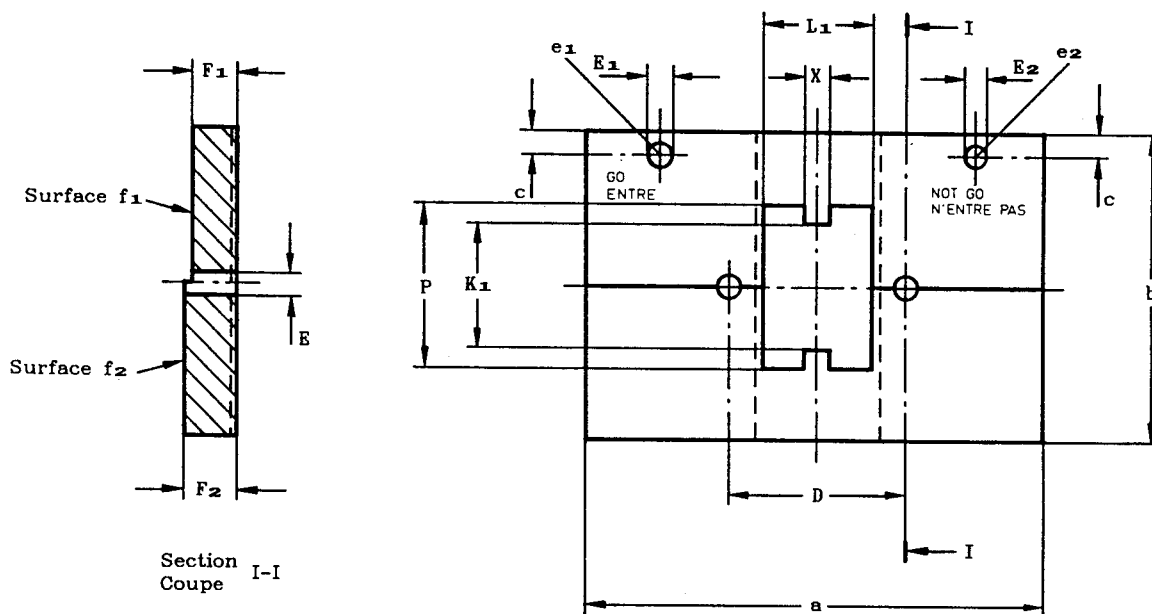 F1
Surface f1
E
Surface f2
F2
Section
Coupe I-I
L1
I
e1
E1
X
e2
E2
c
GO
ENTRE
NOT GO
N'ENTRE PAS
c
P
K1
b
D
I
a